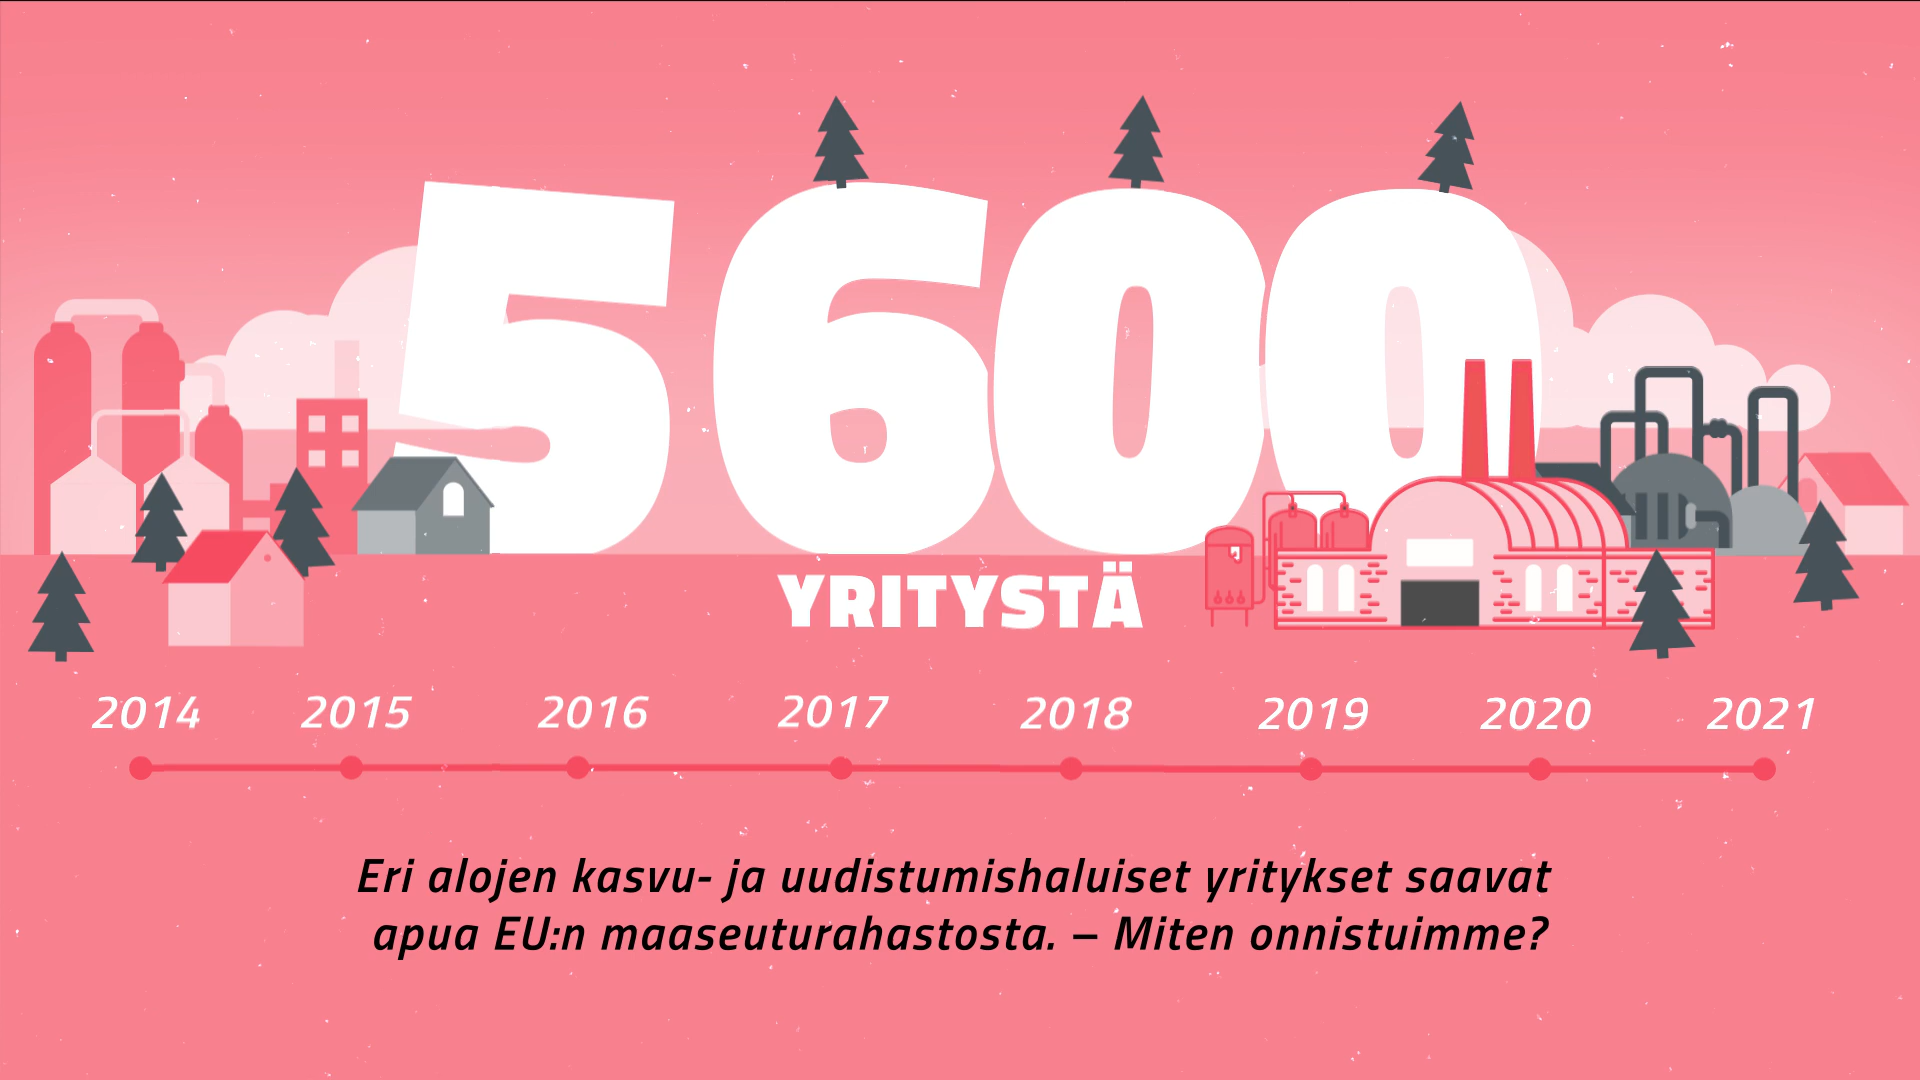 5600
YRITYSTÄ
2014 2015 2016 2017 2018 2019 2020 2021
Eri alojen kasvu- ja uudistumishaluiset yritykset saavat
apua EU:n maaseuturahastosta. – Miten onnistuimme?